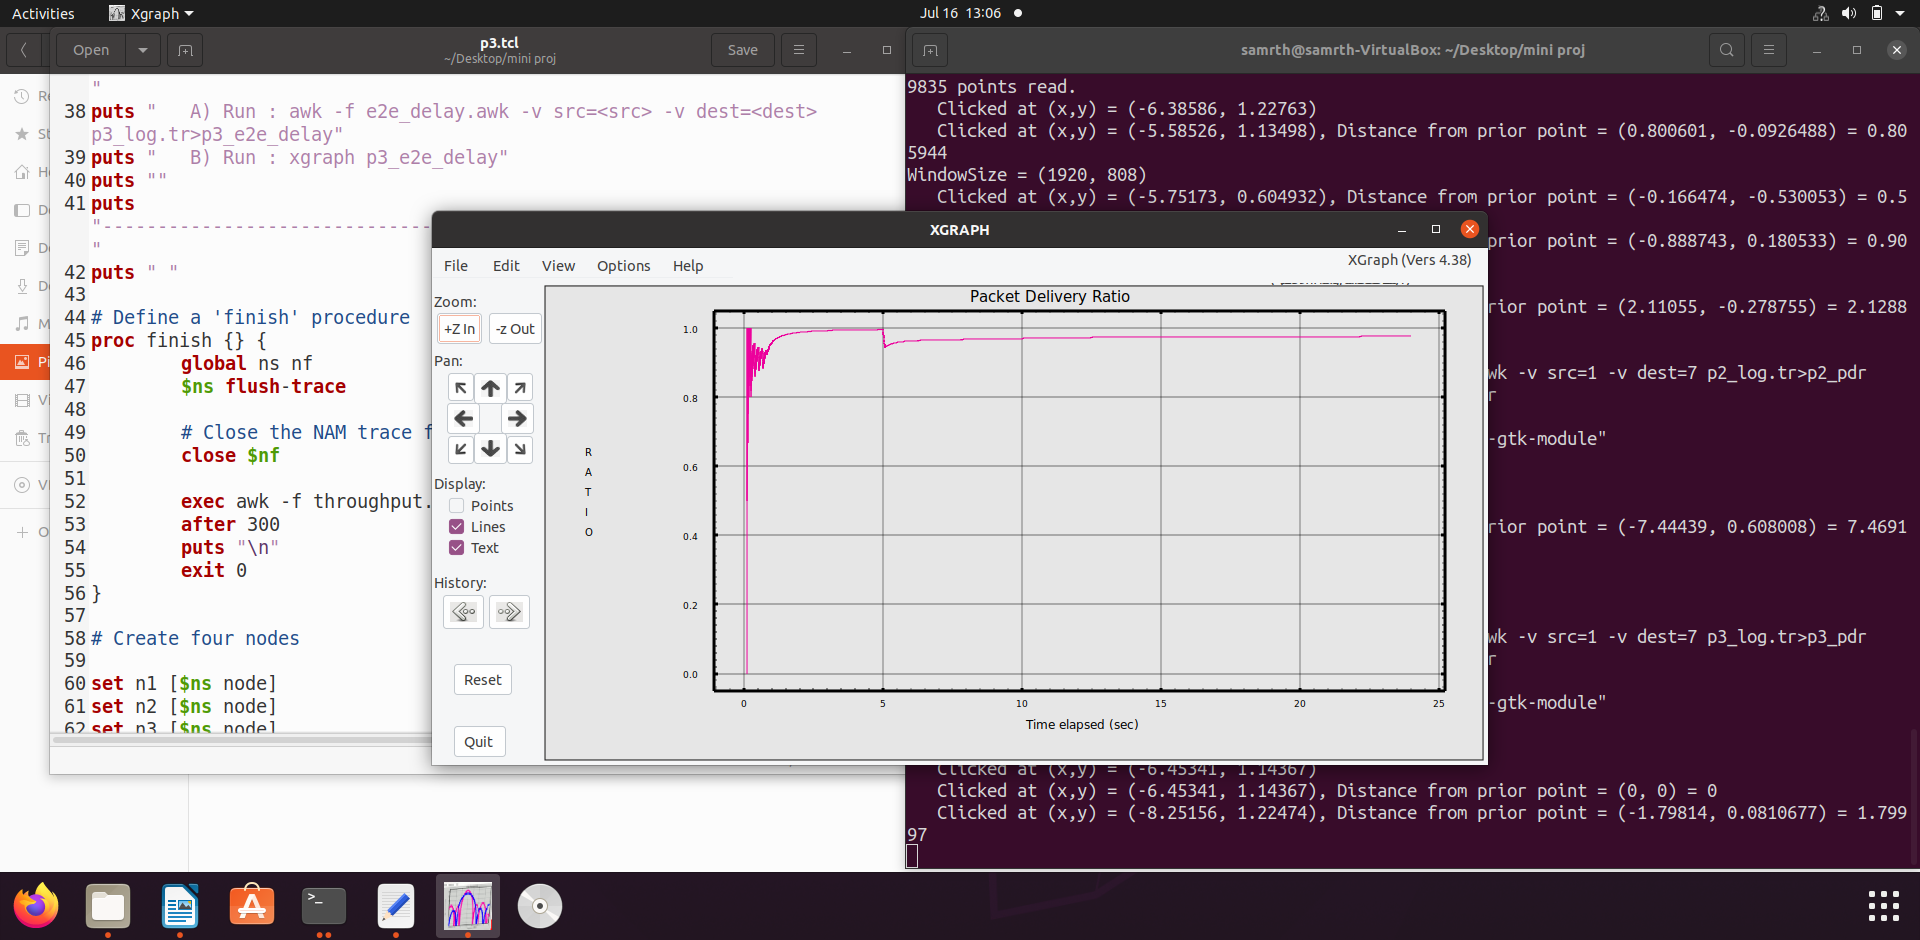 Activities
Xgraph
Jul 16 13:06
Open
p3.tcl
~/Desktop/mini proj
Save
samrth@samrth-VirtualBox: ~/Desktop/mini proj
"
38 puts "   A) Run : awk -f e2e_delay.awk -v src=<src> -v dest=<dest>
p3_log.tr>p3_e2e_delay"
39 puts "   B) Run : xgraph p3_e2e_delay"
40 puts ""
41 puts
"------------------------------
"
42 puts " "
43
44 # Define a 'finish' procedure
45 proc finish {} {
46 global ns nf
47 $ns flush-trace
48
49 # Close the NAM trace f
50 close $nf
51
52 exec awk -f throughput.
53 after 300
54 puts "\n"
55 exit 0
56 }
57
58 # Create four nodes
59
60 set n1 [$ns node]
61 set n2 [$ns node]
62 set n3 [$ns node]
9835 points read.
Clicked at (x,y) = (-6.38586, 1.22763)
Clicked at (x,y) = (-5.58526, 1.13498), Distance from prior point = (0.800601, -0.0926488) = 0.80
5944
WindowSize = (1920, 808)
Clicked at (x,y) = (-5.75173, 0.604932), Distance from prior point = (-0.166474, -0.530053) = 0.5
prior point = (-0.888743, 0.180533) = 0.90
rior point = (2.11055, -0.278755) = 2.1288
wk -v src=1 -v dest=7 p2_log.tr>p2_pdr
r
-gtk-module"
rior point = (-7.44439, 0.608008) = 7.4691
wk -v src=1 -v dest=7 p3_log.tr>p3_pdr
r
-gtk-module"
Clicked at (x,y) = (-6.45341, 1.14367)
Clicked at (x,y) = (-6.45341, 1.14367), Distance from prior point = (0, 0) = 0
Clicked at (x,y) = (-8.25156, 1.22474), Distance from prior point = (-1.79814, 0.0810677) = 1.799
97
XGRAPH
File Edit View Options Help
XGraph (Vers 4.38)
Zoom:
+Z In
-z Out
Pan:
Display:
Points
Lines
Text
History:
Reset
Quit
Packet Delivery Ratio
R
A
T
I
O
1.0
0.8
0.6
0.4
0.2
0.0
0 5 10 15 20 25
Time elapsed (sec)